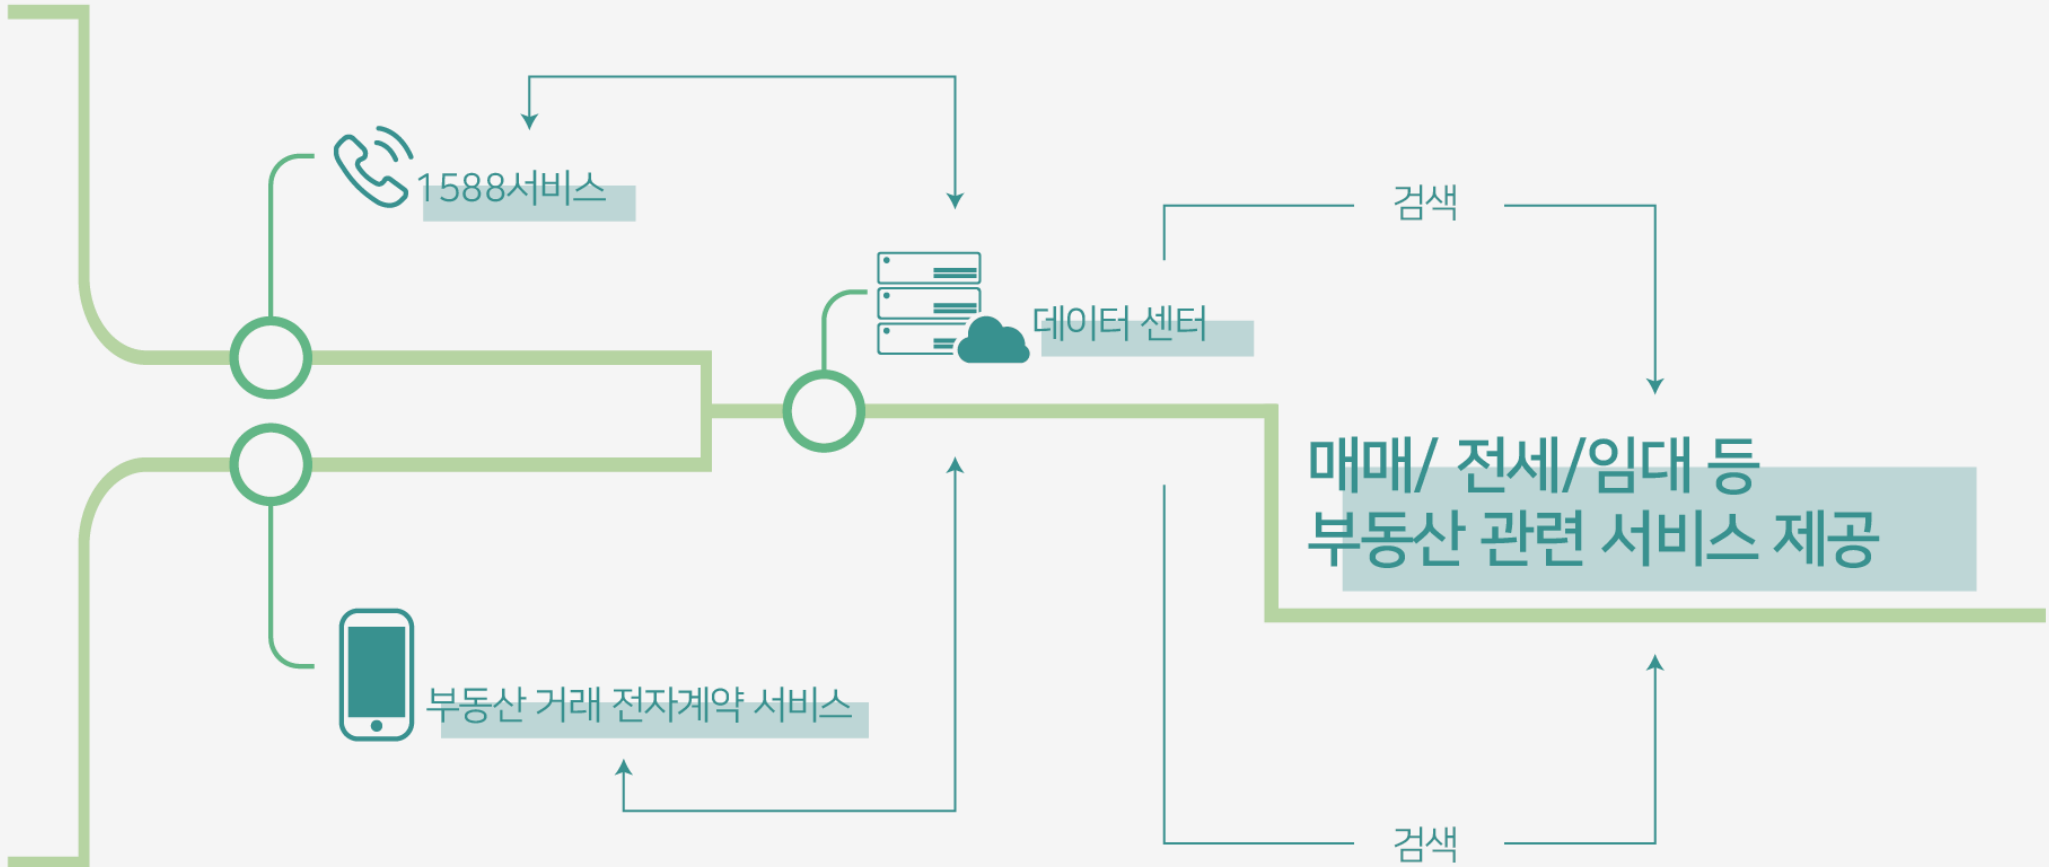 1588서비스
검색
데이터 센터
매매/ 전세/임대 등
부동산 관련 서비스 제공
부동산 거래 전자계약 서비스
검색